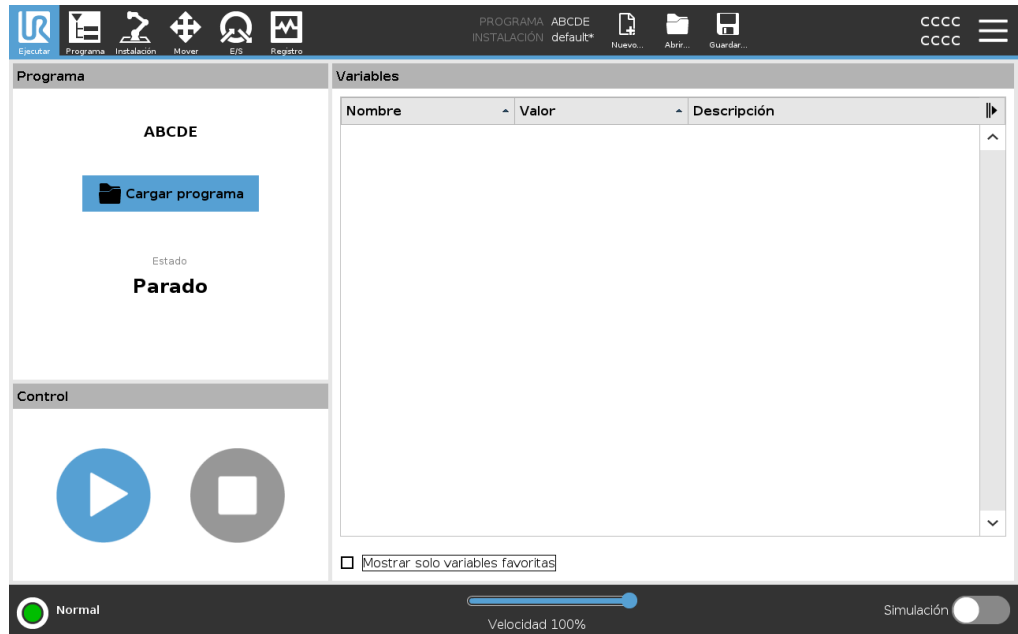 UR
Ejecutar
Programa
Instalación
Mover
E/S
Registro
PROGRAMA ABCDE
INSTALACIÓN default*
Nuevo...
Abrir...
Guardar...
CCCC
CCCC
Programa
ABCDE
Cargar programa
Estado
Parado
Control
Variables
Nombre Valor Descripción
Mostrar solo variables favoritas
Normal
Velocidad 100%
Simulación